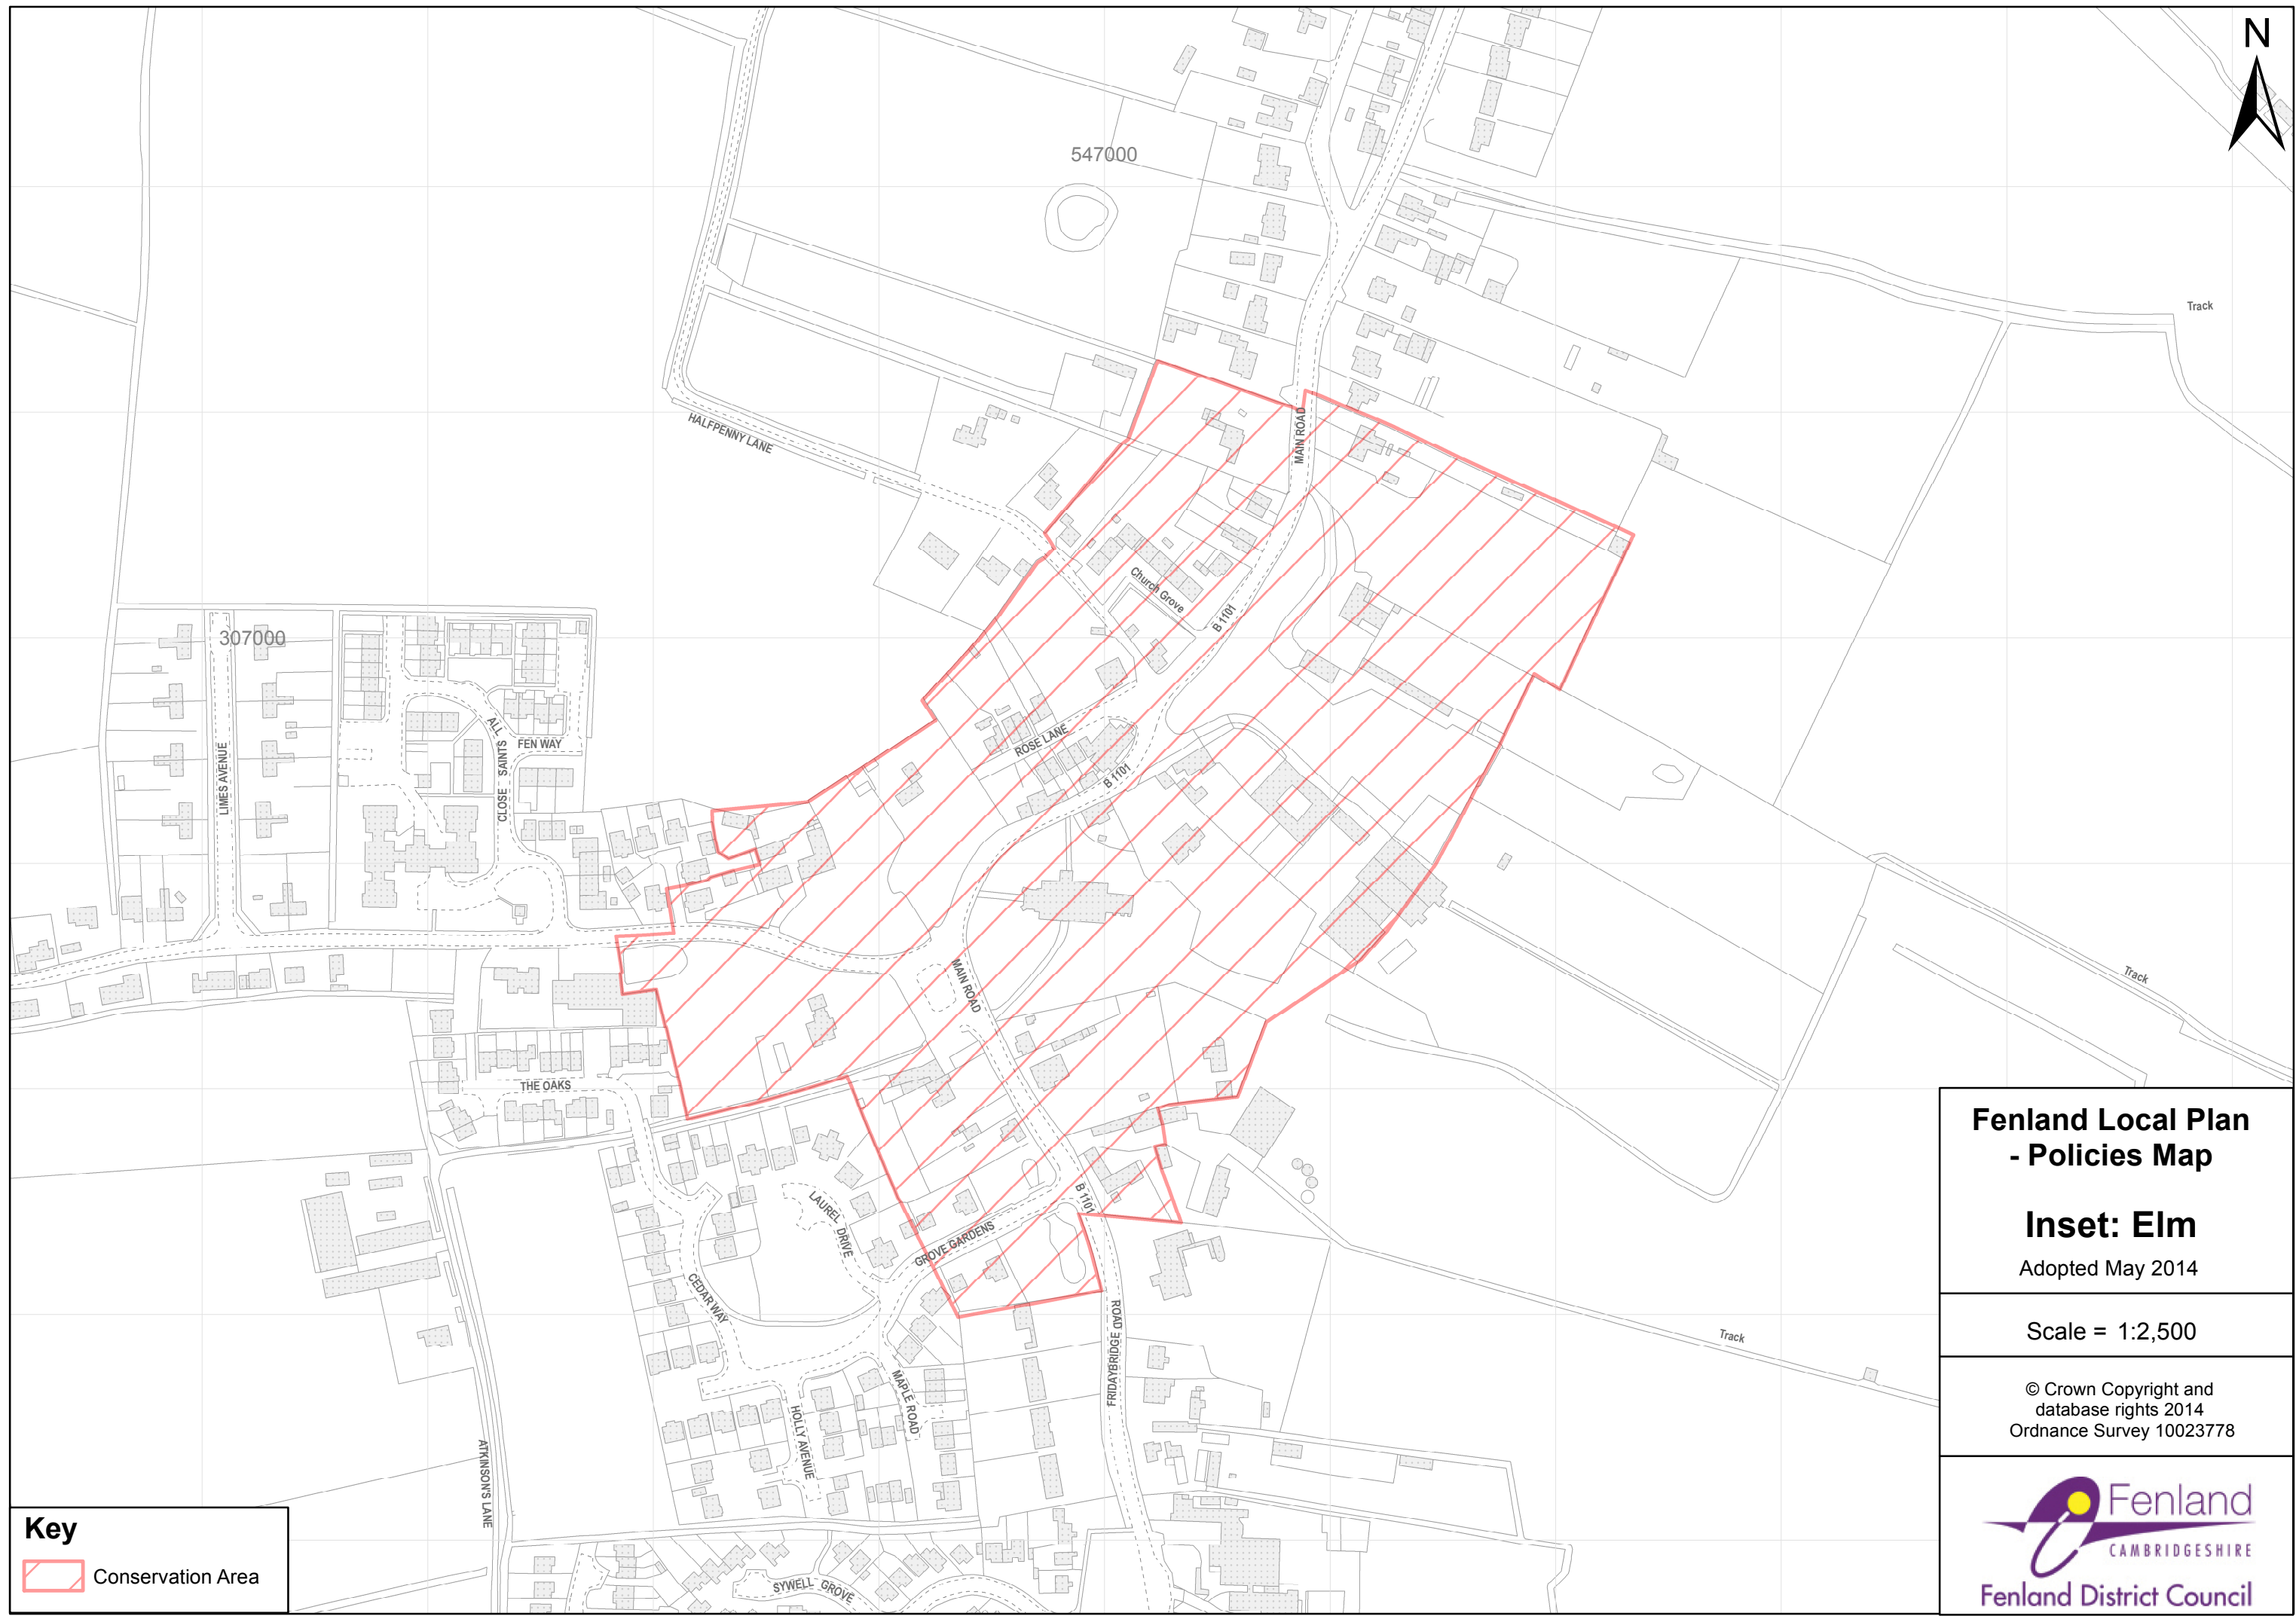 N
547000
Track
HALFPENNY LANE
MAIN ROAD
Church Grove
B 1101
307000
ROSE LANE
ALL SAINTS
CLOSE
FEN WAY
LIMES AVENUE
B 1101
MAIN ROAD
Track
THE OAKS
LAUREL DRIVE
B 1101
GROVE GARDENS
CEDAR WAY
FRIDAYBRIDGE ROAD
Track
MAPLE ROAD
HOLLY AVENUE
ATKINSON'S LANE
SYWELL GROVE
Key
Conservation Area
Fenland Local Plan
- Policies Map
Inset: Elm
Adopted May 2014
Scale = 1:2,500
© Crown Copyright and
database rights 2014
Ordnance Survey 10023778
Fenland
CAMBRIDGESHIRE
Fenland District Council